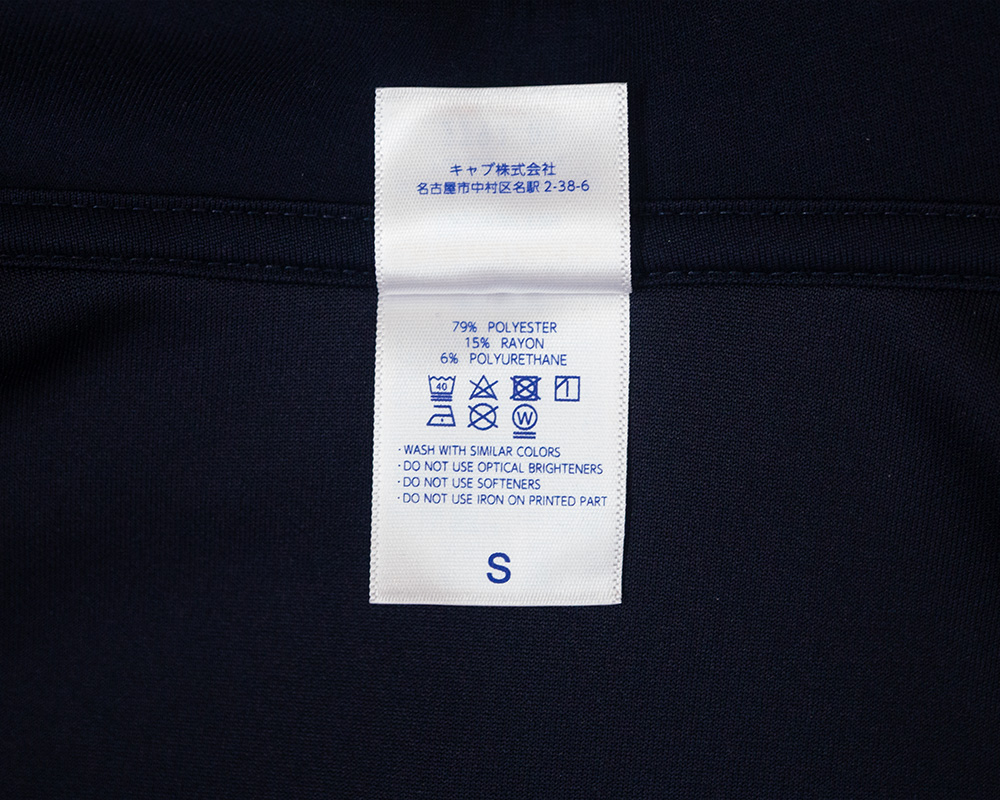 キャプ株式会社
名古屋市中村区名駅 2-38-6
79% POLYESTER
15% RAYON
6% POLYURETHANE
40
W
·WASH WITH SIMILAR COLORS
·DO NOT USE OPTICAL BRIGHTENERS
·DO NOT USE SOFTENERS
·DO NOT USE IRON ON PRINTED PART
S